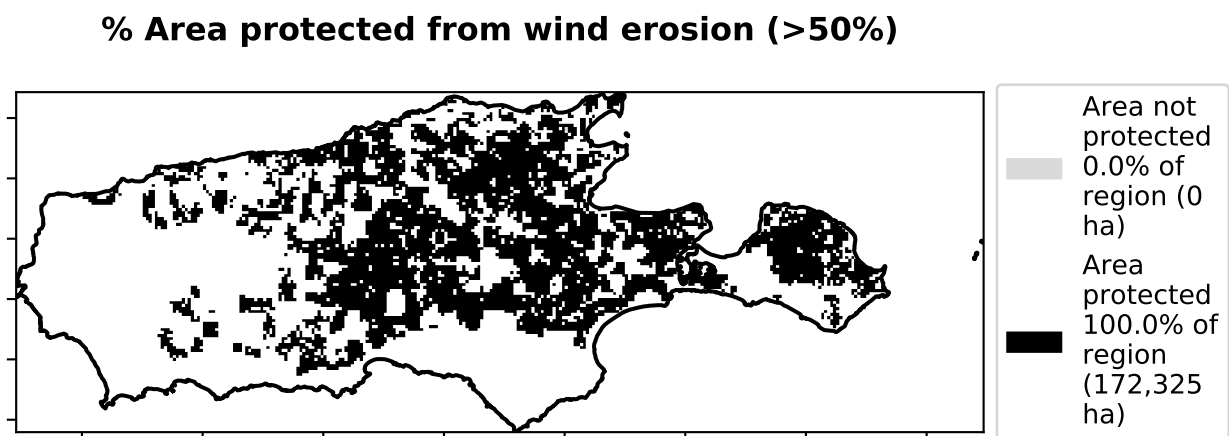 % Area protected from wind erosion (>50%)
Area not
protected
0.0% of
region (0
ha)
Area
protected
100.0% of
region
(172,325
ha)